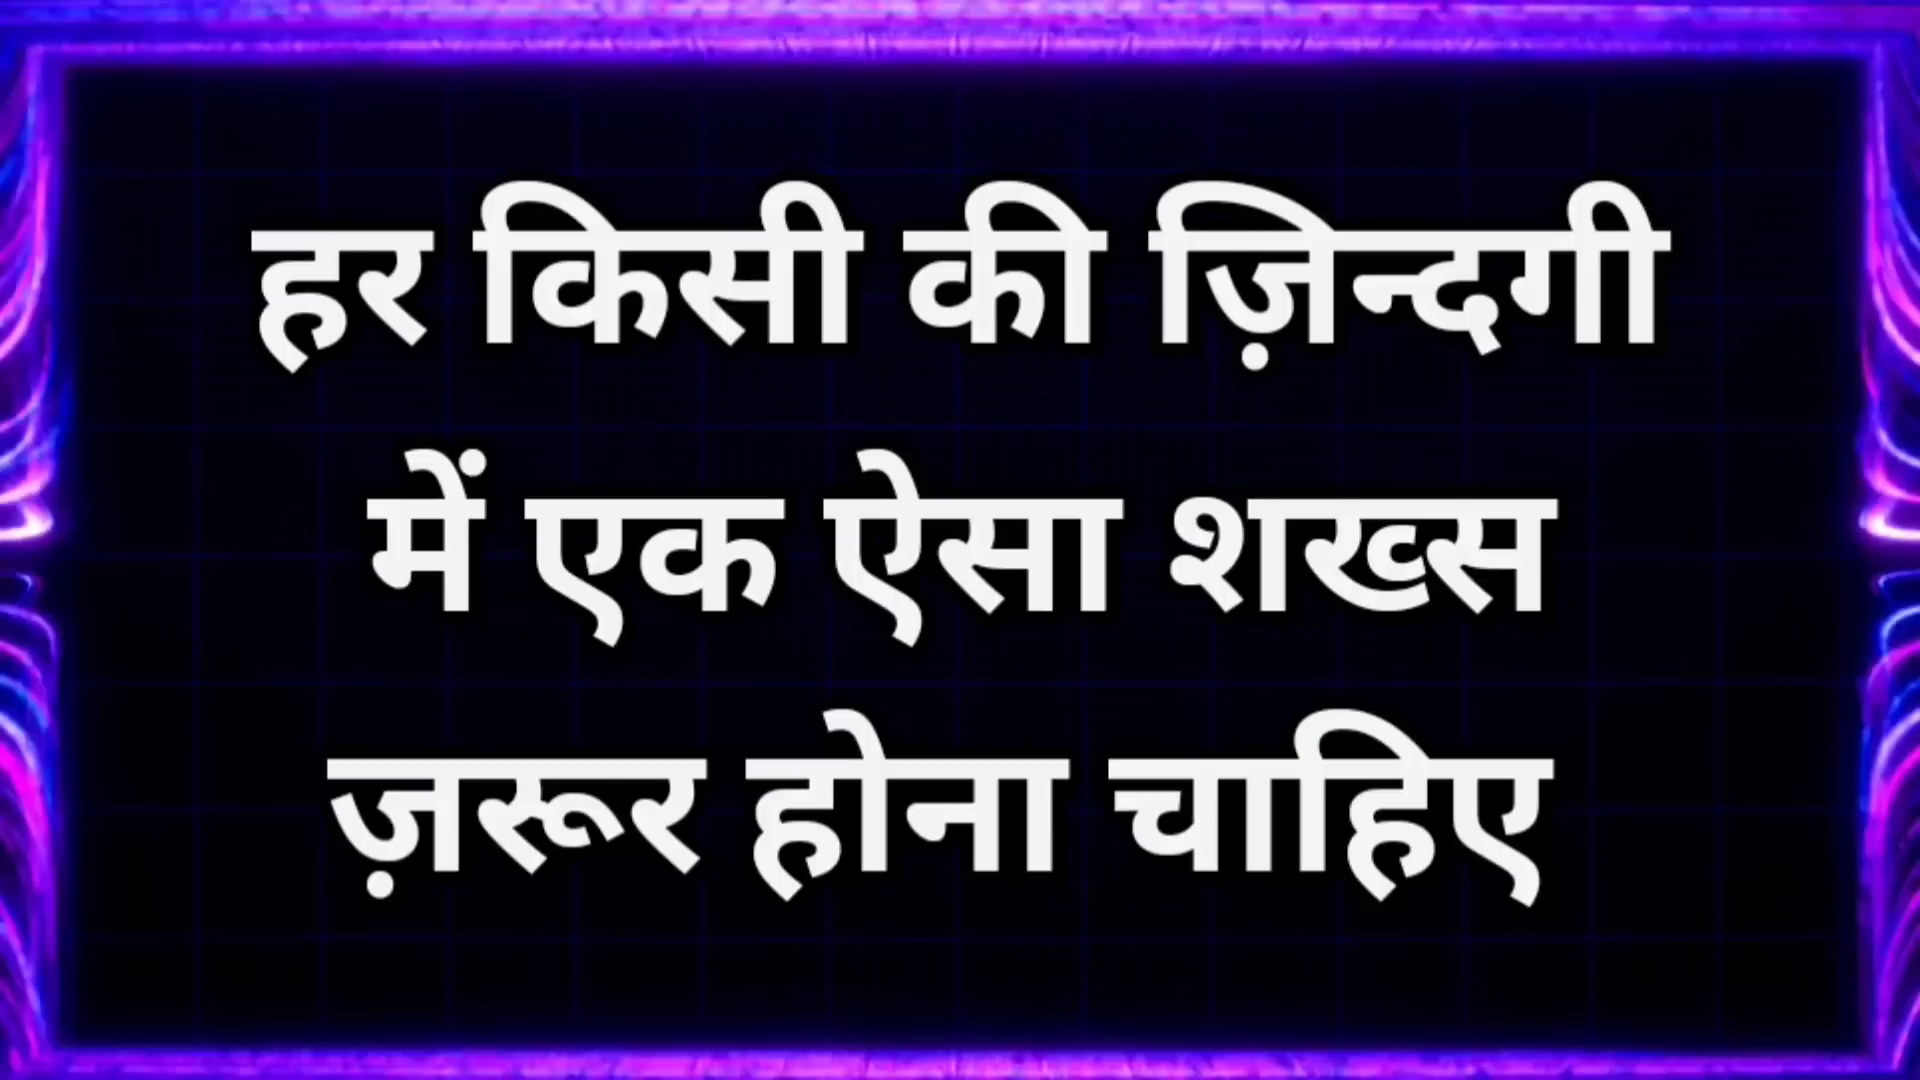 हर किसी की ज़िन्दगी
में एक ऐसा शख्स
ज़रूर होना चाहिए